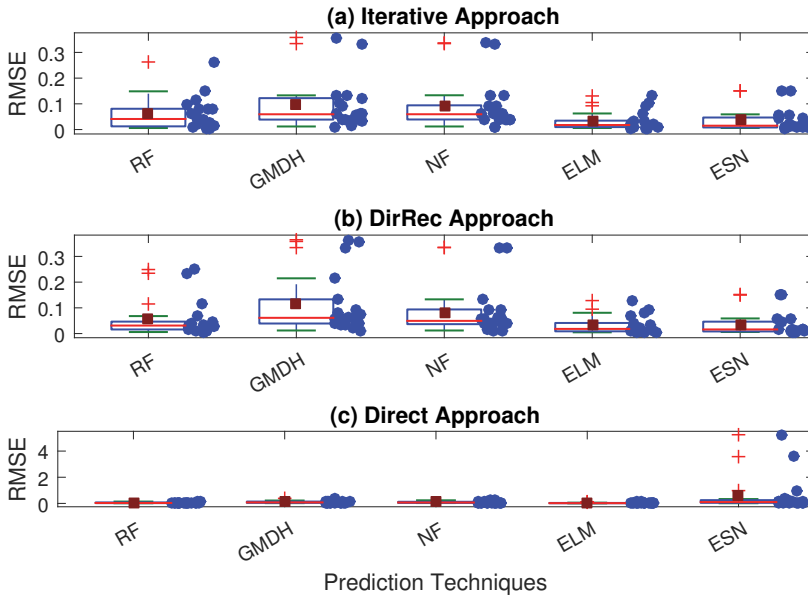 (a) Iterative Approach
RMSE
0.3
0.2
0.1
0
RF
GMDH
NF
ELM
ESN
(b) DirRec Approach
RMSE
0.3
0.2
0.1
0
RF
GMDH
NF
ELM
ESN
(c) Direct Approach
RMSE
4
2
0
RF
GMDH
NF
ELM
ESN
Prediction Techniques